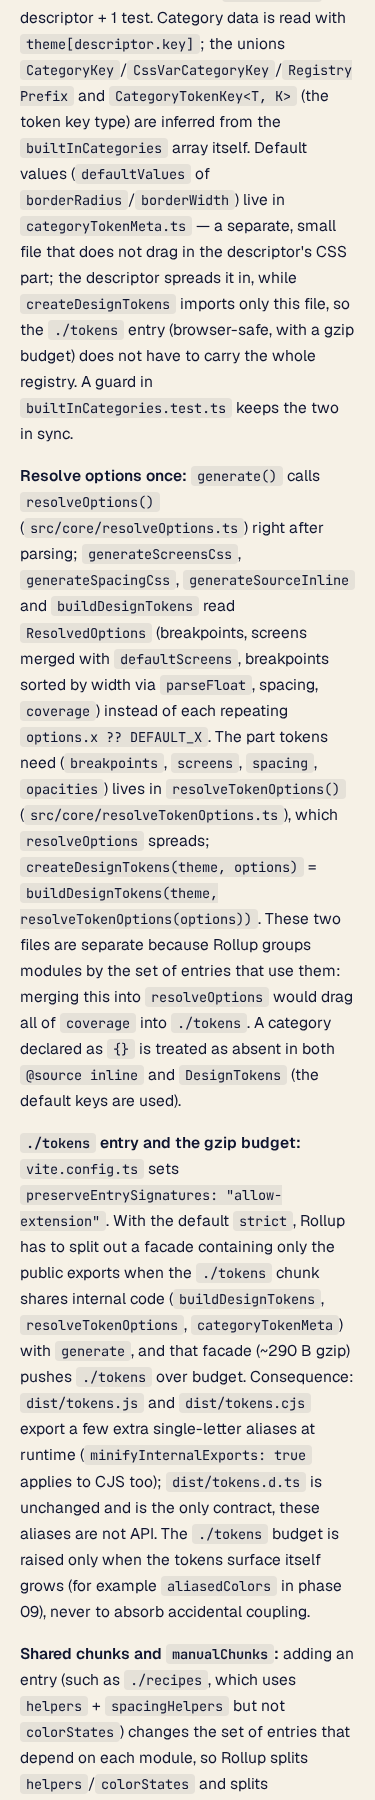 descriptor + 1 test. Category data is read with
theme[descriptor.key] ; the unions
CategoryKey / CssVarCategoryKey / Registry
Prefix and CategoryTokenKey<T, K> (the
token key type) are inferred from the
builtInCategories array itself. Default
values ( defaultValues of
borderRadius / borderWidth ) live in
categoryTokenMeta.ts — a separate, small
file that does not drag in the descriptor's CSS
part; the descriptor spreads it in, while
createDesignTokens imports only this file, so
the ./tokens entry (browser-safe, with a gzip
budget) does not have to carry the whole
registry. A guard in
builtInCategories.test.ts keeps the two
in sync.
Resolve options once: generate() calls
resolveOptions()
( src/core/resolveOptions.ts ) right after
parsing; generateScreensCss ,
generateSpacingCss , generateSourceInline
and buildDesignTokens read
ResolvedOptions (breakpoints, screens
merged with defaultScreens , breakpoints
sorted by width via parseFloat , spacing,
coverage ) instead of each repeating
options.x ?? DEFAULT_X . The part tokens
need ( breakpoints , screens , spacing ,
opacities ) lives in resolveTokenOptions()
( src/core/resolveTokenOptions.ts ), which
resolveOptions spreads;
createDesignTokens(theme, options) =
buildDesignTokens(theme,
resolveTokenOptions(options)) . These two
files are separate because Rollup groups
modules by the set of entries that use them:
merging this into resolveOptions would drag
all of coverage into ./tokens . A category
declared as {} is treated as absent in both
@source inline and DesignTokens (the
default keys are used).
./tokens entry and the gzip budget:
vite.config.ts sets
preserveEntrySignatures: "allow-
extension" . With the default strict , Rollup
has to split out a facade containing only the
public exports when the ./tokens chunk
shares internal code ( buildDesignTokens ,
resolveTokenOptions , categoryTokenMeta )
with generate , and that facade (~290 B gzip)
pushes ./tokens over budget. Consequence:
dist/tokens.js and dist/tokens.cjs
export a few extra single-letter aliases at
runtime ( minifyInternalExports: true
applies to CJS too); dist/tokens.d.ts is
unchanged and is the only contract, these
aliases are not API. The ./tokens budget is
raised only when the tokens surface itself
grows (for example aliasedColors in phase
09), never to absorb accidental coupling.
Shared chunks and manualChunks : adding an
entry (such as ./recipes , which uses
helpers + spacingHelpers but not
colorStates ) changes the set of entries that
depend on each module, so Rollup splits
helpers / colorStates and splits